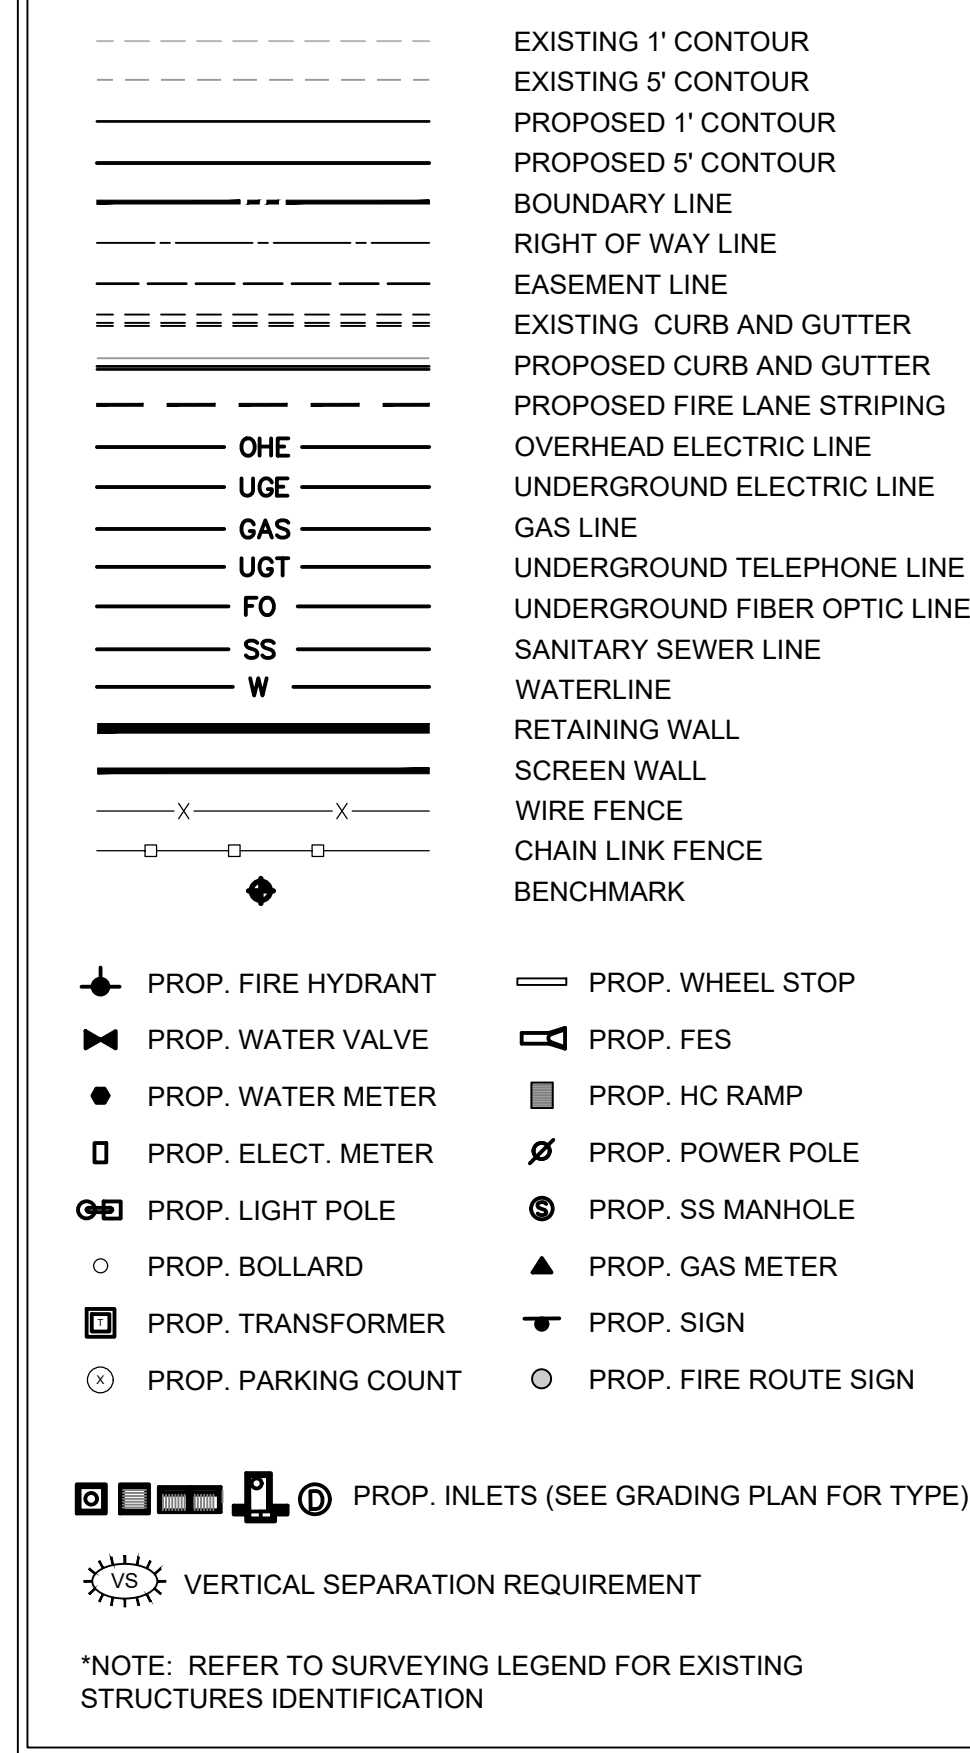 EXISTING 1' CONTOUR
EXISTING 5' CONTOUR
PROPOSED 1' CONTOUR
PROPOSED 5' CONTOUR
BOUNDARY LINE
RIGHT OF WAY LINE
EASEMENT LINE
EXISTING  CURB AND GUTTER
PROPOSED CURB AND GUTTER
PROPOSED FIRE LANE STRIPING
OHE OVERHEAD ELECTRIC LINE
UGE UNDERGROUND ELECTRIC LINE
GAS GAS LINE
UGT UNDERGROUND TELEPHONE LINE
FO UNDERGROUND FIBER OPTIC LINE
SS SANITARY SEWER LINE
W WATERLINE
RETAINING WALL
SCREEN WALL
X X WIRE FENCE
CHAIN LINK FENCE
BENCHMARK
PROP. FIRE HYDRANT PROP. WHEEL STOP
PROP. WATER VALVE PROP. FES
PROP. WATER METER PROP. HC RAMP
PROP. ELECT. METER PROP. POWER POLE
PROP. LIGHT POLE S PROP. SS MANHOLE
PROP. BOLLARD PROP. GAS METER
T PROP. TRANSFORMER PROP. SIGN
X PROP. PARKING COUNT PROP. FIRE ROUTE SIGN
D PROP. INLETS (SEE GRADING PLAN FOR TYPE)
VS VERTICAL SEPARATION REQUIREMENT
*NOTE:  REFER TO SURVEYING LEGEND FOR EXISTING
STRUCTURES IDENTIFICATION